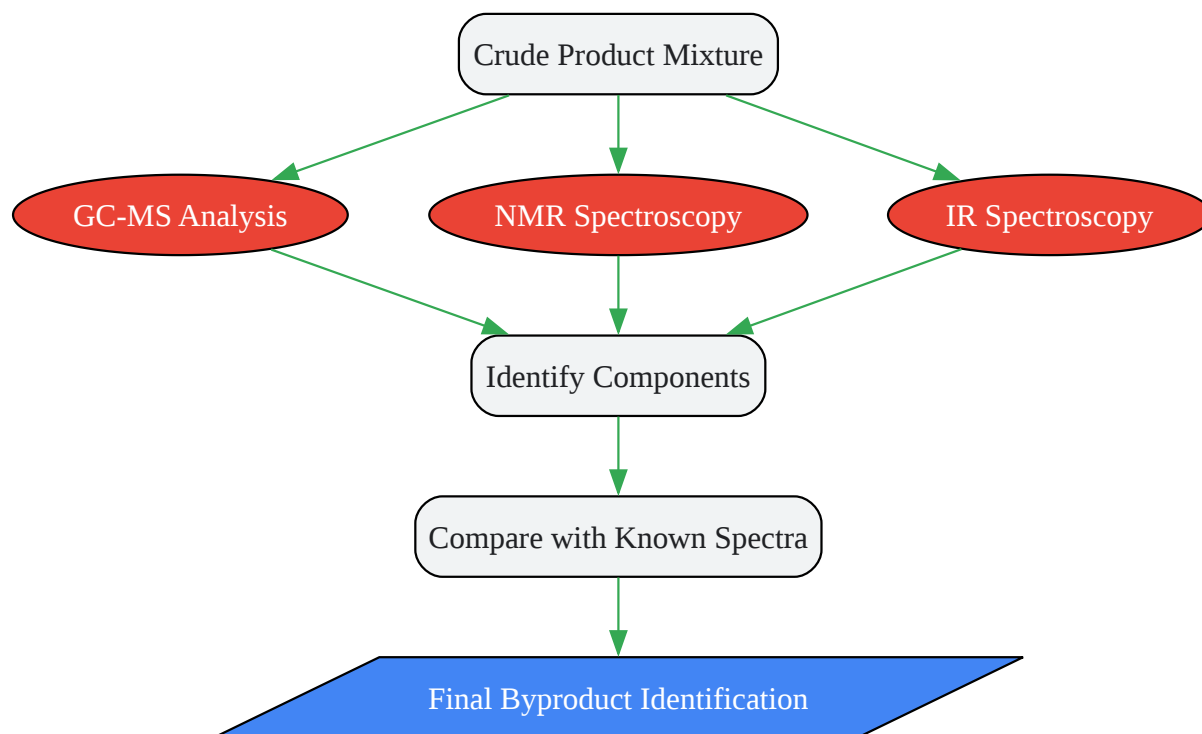 Crude Product Mixture
GC-MS Analysis
NMR Spectroscopy
IR Spectroscopy
Identify Components
Compare with Known Spectra
Final Byproduct Identification